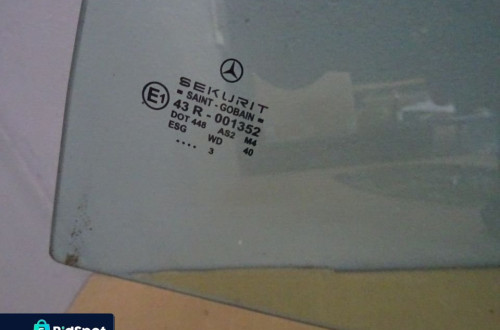 SEKURIT
= SAINT - GOBAIN =
E1
43 R - 001352
DOT 448 AS2 M4
ESG WD 40
.... 3
BidSpot